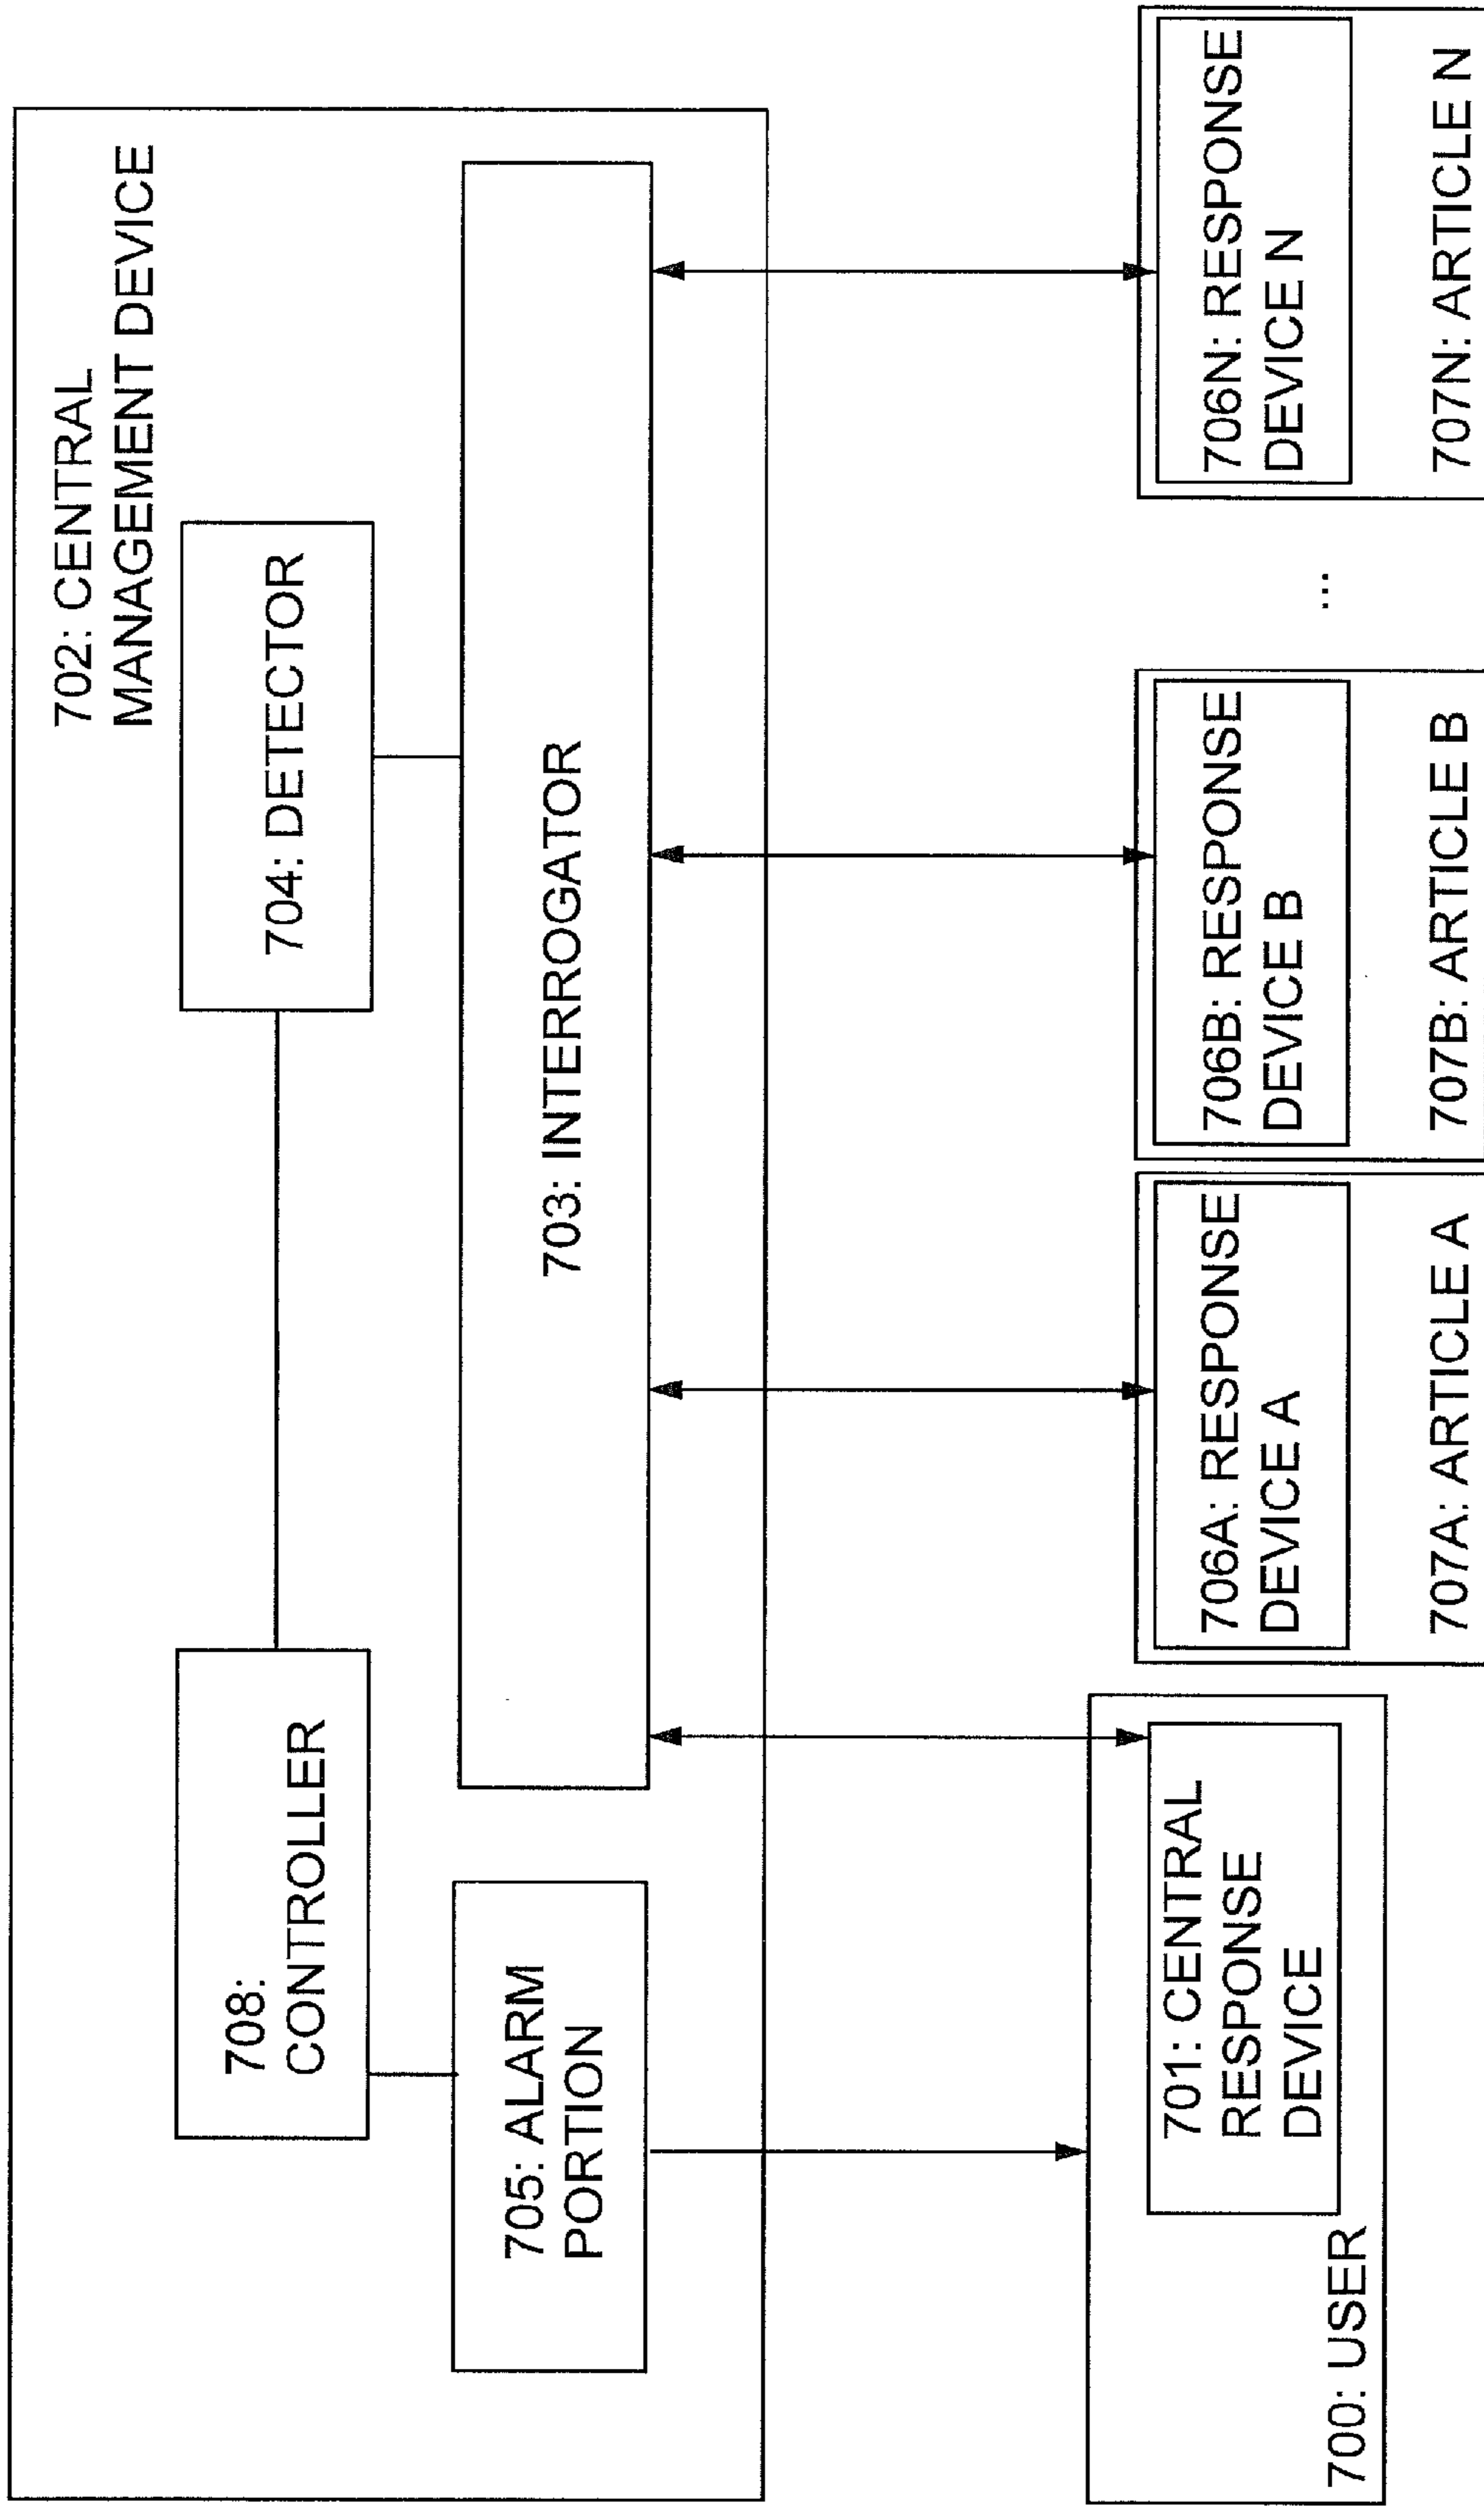 702: CENTRAL
MANAGEMENT DEVICE
708:
CONTROLLER
704: DETECTOR
705: ALARM
PORTION
703: INTERROGATOR
701: CENTRAL
RESPONSE
DEVICE
700: USER
706A: RESPONSE
DEVICE A
707A: ARTICLE A
706B: RESPONSE
DEVICE B
707B: ARTICLE B
...
706N: RESPONSE
DEVICE N
707N: ARTICLE N